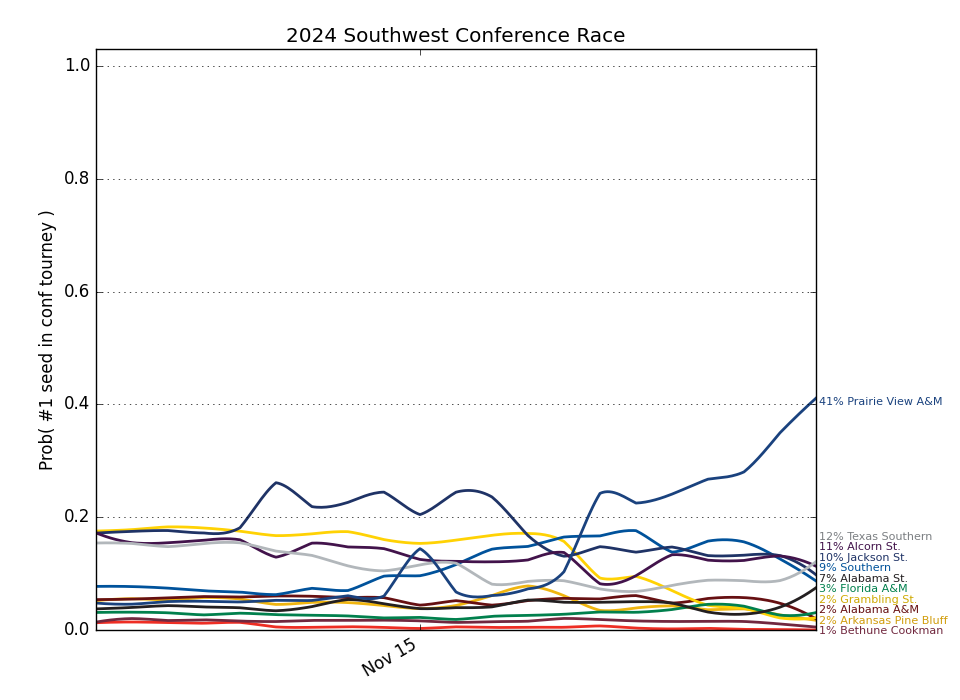 2024 Southwest Conference Race
Prob( #1 seed in conf tourney )
1.0
0.8
0.6
0.4
0.2
0.0
Nov 15
41% Prairie View A&M
12% Texas Southern
11% Alcorn St.
10% Jackson St.
9% Southern
7% Alabama St.
3% Florida A&M
2% Grambling St.
2% Alabama A&M
2% Arkansas Pine Bluff
1% Bethune Cookman